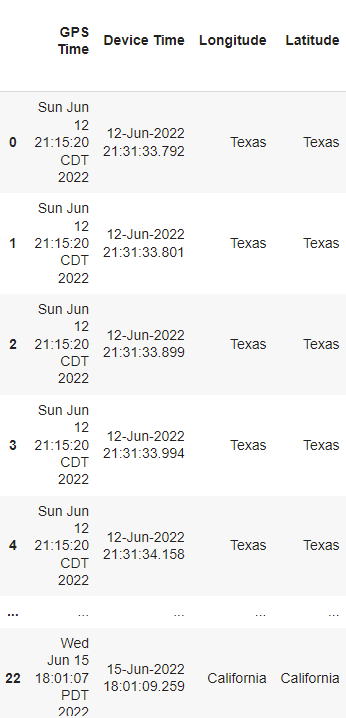 GPS Time Device Time Longitude Latitude
0 Sun Jun 12 21:15:20 CDT 2022 12-Jun-2022 21:31:33.792 Texas Texas
1 Sun Jun 12 21:15:20 CDT 2022 12-Jun-2022 21:31:33.801 Texas Texas
2 Sun Jun 12 21:15:20 CDT 2022 12-Jun-2022 21:31:33.899 Texas Texas
3 Sun Jun 12 21:15:20 CDT 2022 12-Jun-2022 21:31:33.994 Texas Texas
4 Sun Jun 12 21:15:20 CDT 2022 12-Jun-2022 21:31:34.158 Texas Texas
... ... ... ... ...
22 Wed Jun 15 18:01:07 PDT 2022 15-Jun-2022 18:01:09.259 California California